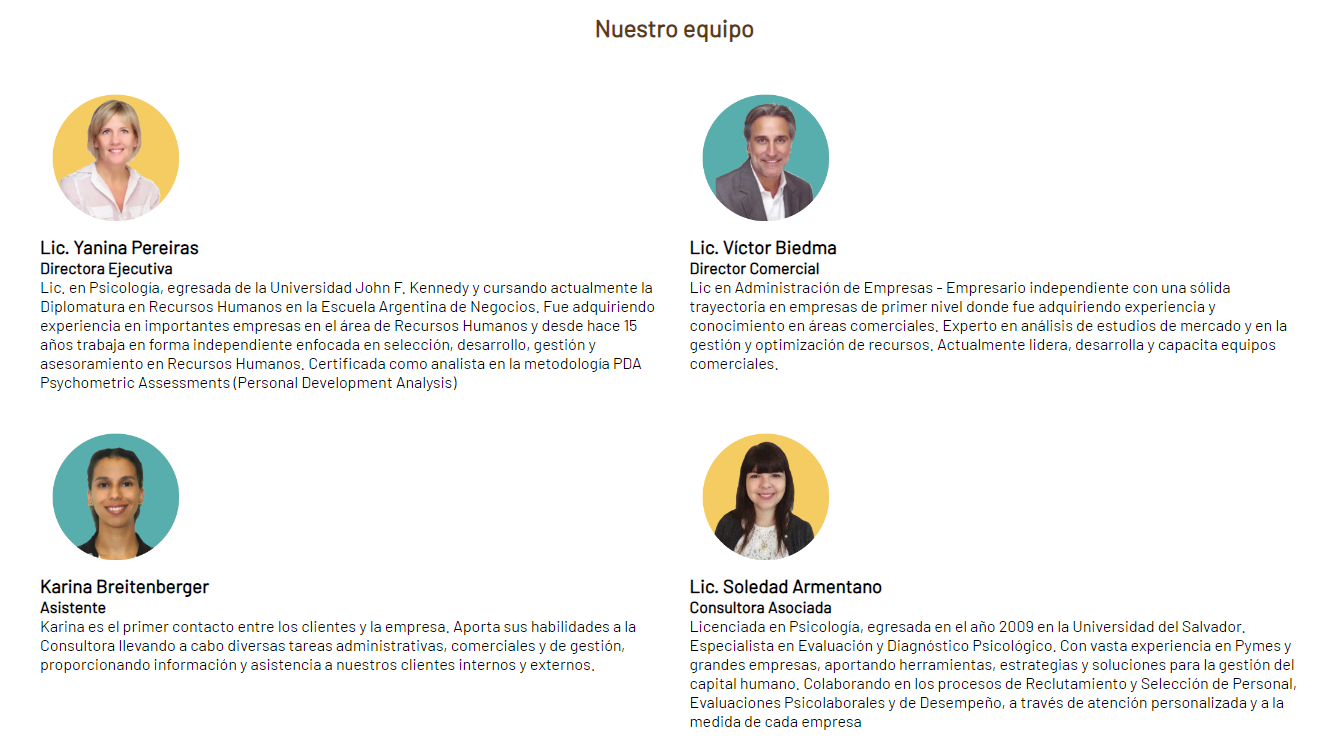 Nuestro equipo
Lic. Yanina Pereiras
Directora Ejecutiva
Lic. en Psicología, egresada de la Universidad John F. Kennedy y cursando actualmente la
Diplomatura en Recursos Humanos en la Escuela Argentina de Negocios. Fue adquiriendo
experiencia en importantes empresas en el área de Recursos Humanos y desde hace 15
años trabaja en forma independiente enfocada en selección, desarrollo, gestión y
asesoramiento en Recursos Humanos. Certificada como analista en la metodología PDA
Psychometric Assessments (Personal Development Analysis)
Lic. Víctor Biedma
Director Comercial
Lic en Administración de Empresas - Empresario independiente con una sólida
trayectoria en empresas de primer nivel donde fue adquiriendo experiencia y
conocimiento en áreas comerciales. Experto en análisis de estudios de mercado y en la
gestión y optimización de recursos. Actualmente lidera, desarrolla y capacita equipos
comerciales.
Karina Breitenberger
Asistente
Karina es el primer contacto entre los clientes y la empresa. Aporta sus habilidades a la
Consultora llevando a cabo diversas tareas administrativas, comerciales y de gestión,
proporcionando información y asistencia a nuestros clientes internos y externos.
Lic. Soledad Armentano
Consultora Asociada
Licenciada en Psicología, egresada en el año 2009 en la Universidad del Salvador.
Especialista en Evaluación y Diagnóstico Psicológico. Con vasta experiencia en Pymes y
grandes empresas, aportando herramientas, estrategias y soluciones para la gestión del
capital humano. Colaborando en los procesos de Reclutamiento y Selección de Personal,
Evaluaciones Psicolaborales y de Desempeño, a través de atención personalizada y a la
medida de cada empresa